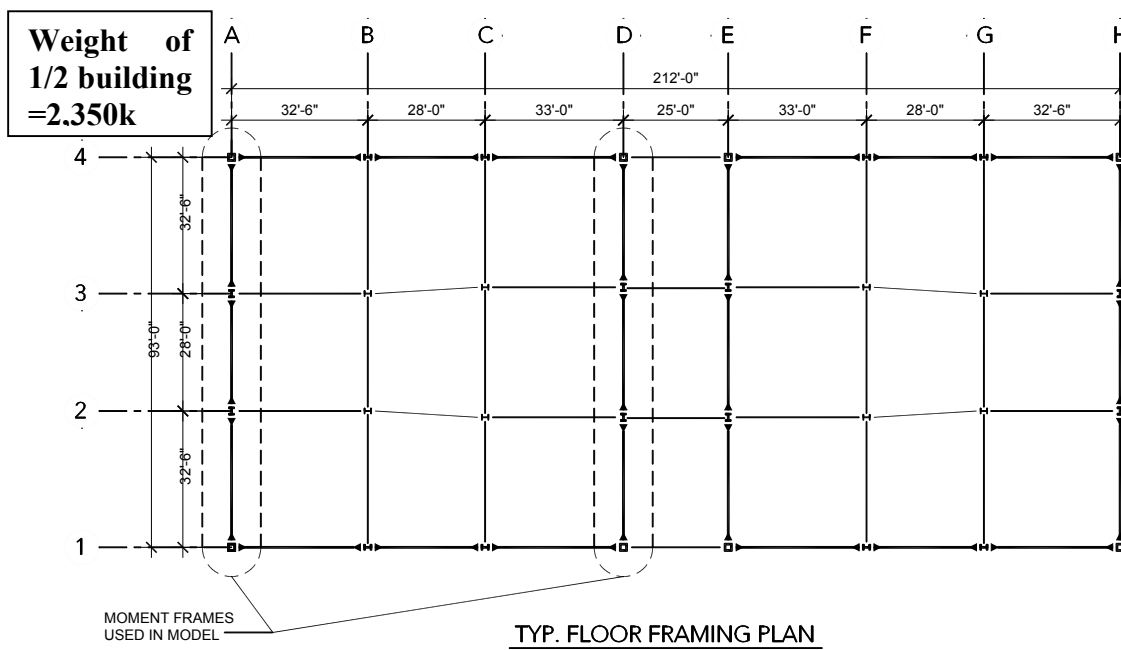 Weight of
1/2 building
=2,350k
A B C D E F G H
212'-0"
32'-6" 28'-0" 33'-0" 25'-0" 33'-0" 28'-0" 32'-6"
4
32'-6"
3
93'-0" 28'-0"
2
32'-6"
1
MOMENT FRAMES
USED IN MODEL
TYP. FLOOR FRAMING PLAN